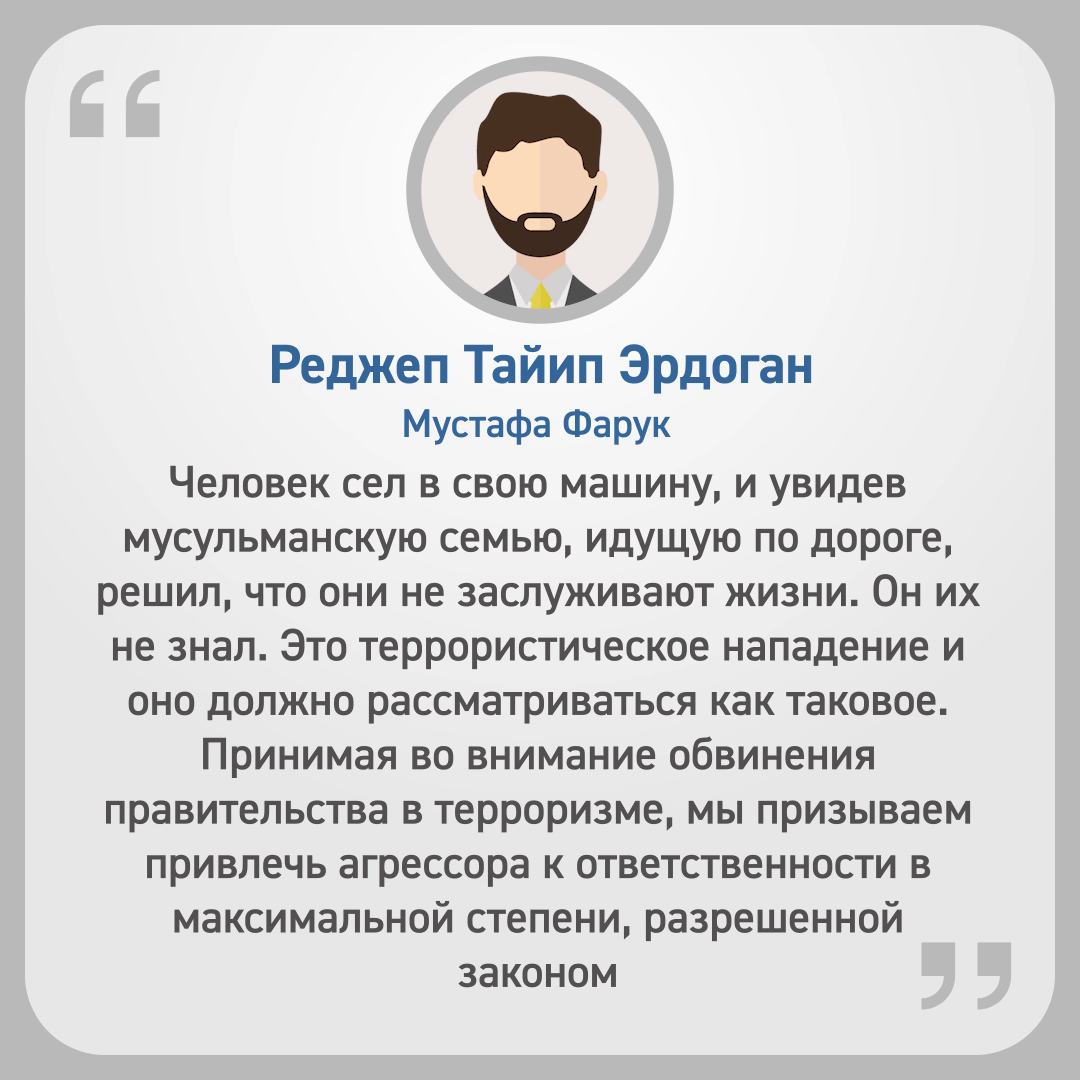 Реджеп Тайип Эрдоган
Мустафа Фарук
Человек сел в свою машину, и увидев
мусульманскую семью, идущую по дороге,
решил, что они не заслуживают жизни. Он их
не знал. Это террористическое нападение и
оно должно рассматриваться как таковое.
Принимая во внимание обвинения
правительства в терроризме, мы призываем
привлечь агрессора к ответственности в
максимальной степени, разрешенной
законом